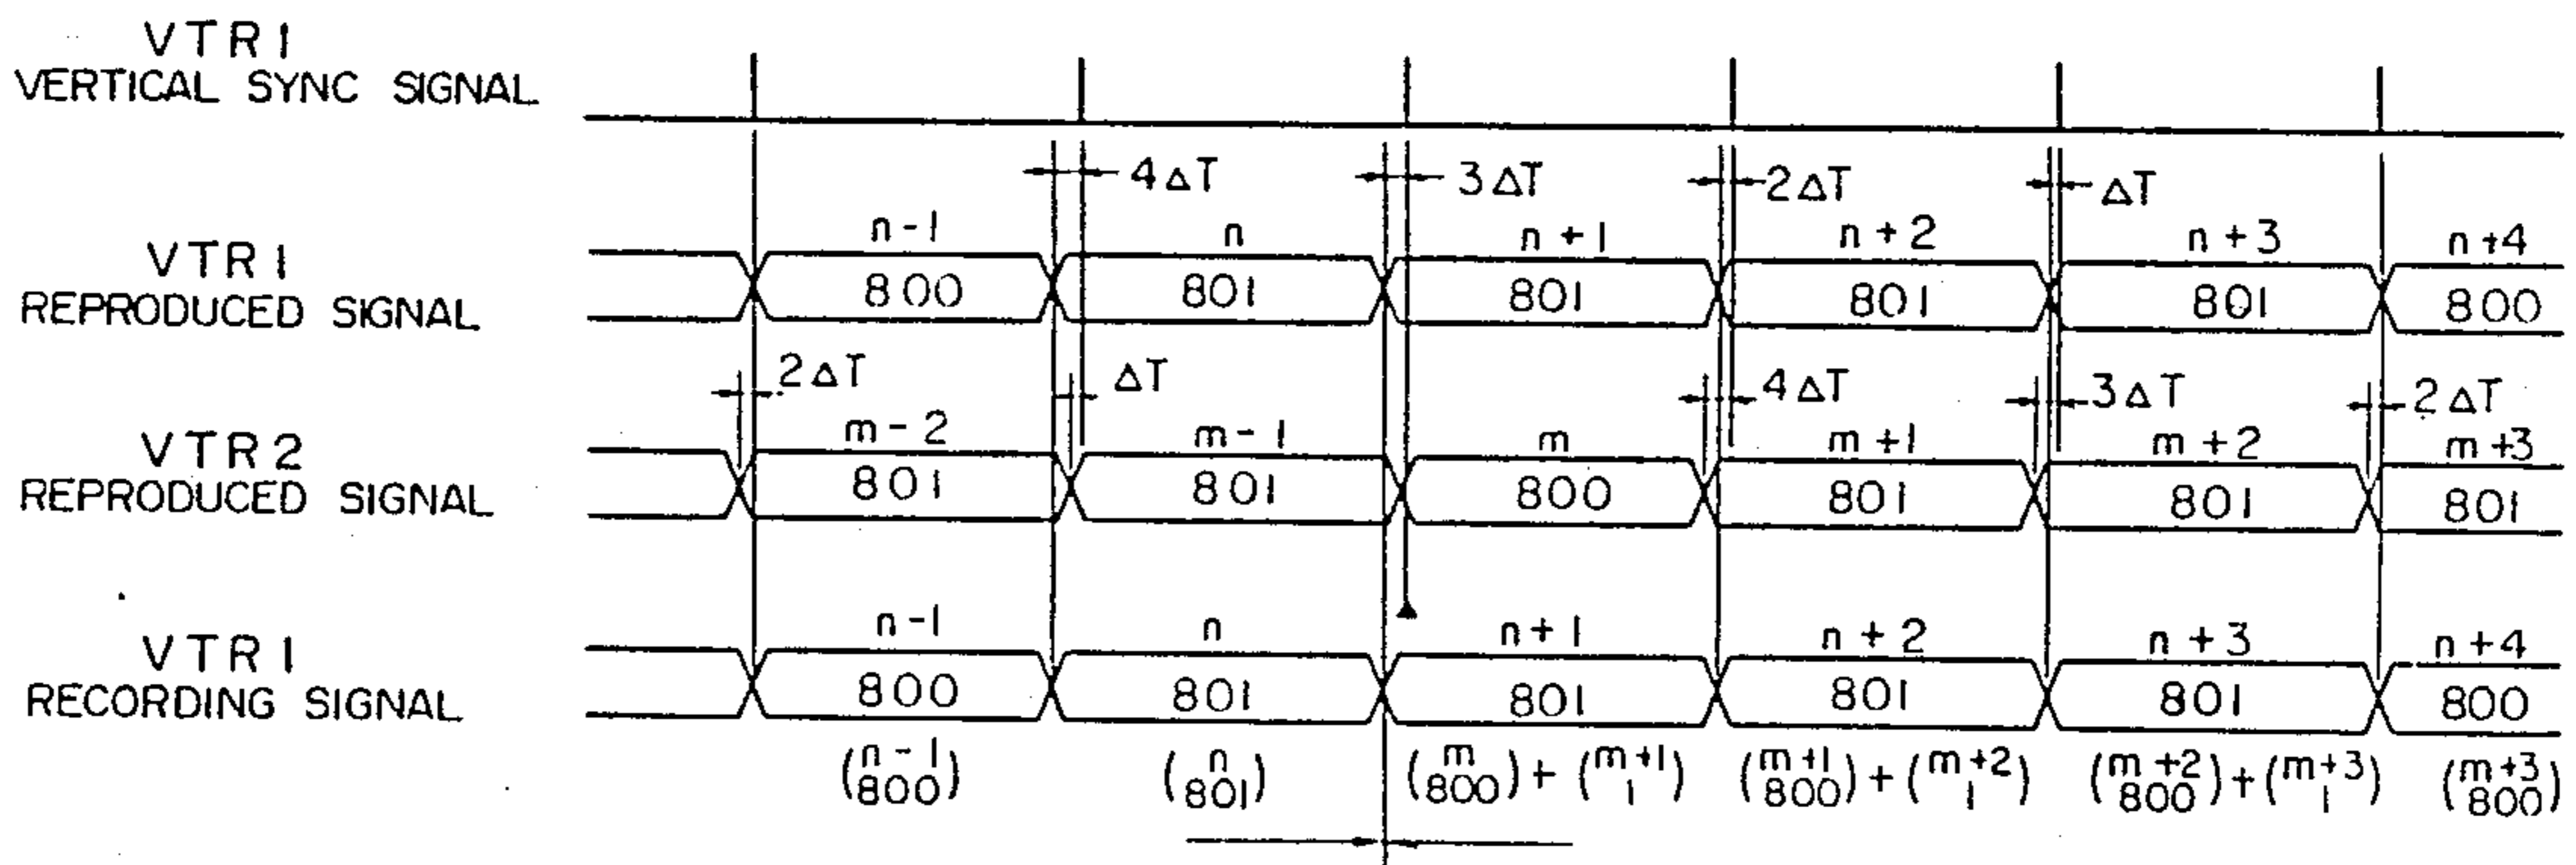 VTR1
VERTICAL SYNC SIGNAL
4ΔT 3ΔT 2ΔT ΔT
n-1 n n+1 n+2 n+3 n+4
VTR1
REPRODUCED SIGNAL
800 801 801 801 801 800
2ΔT ΔT 4ΔT 3ΔT 2ΔT
m-2 m-1 m m+1 m+2 m+3
VTR2
REPRODUCED SIGNAL
801 801 800 801 801 801
n-1 n n+1 n+2 n+3 n+4
VTR1
RECORDING SIGNAL
800 801 801 801 801 800
(n-1 (n (m + (m+1) (m+1 + (m+2) (m+2 + (m+3) (m+3
800) 801) 800) 1 800) 1 800) 1 800)